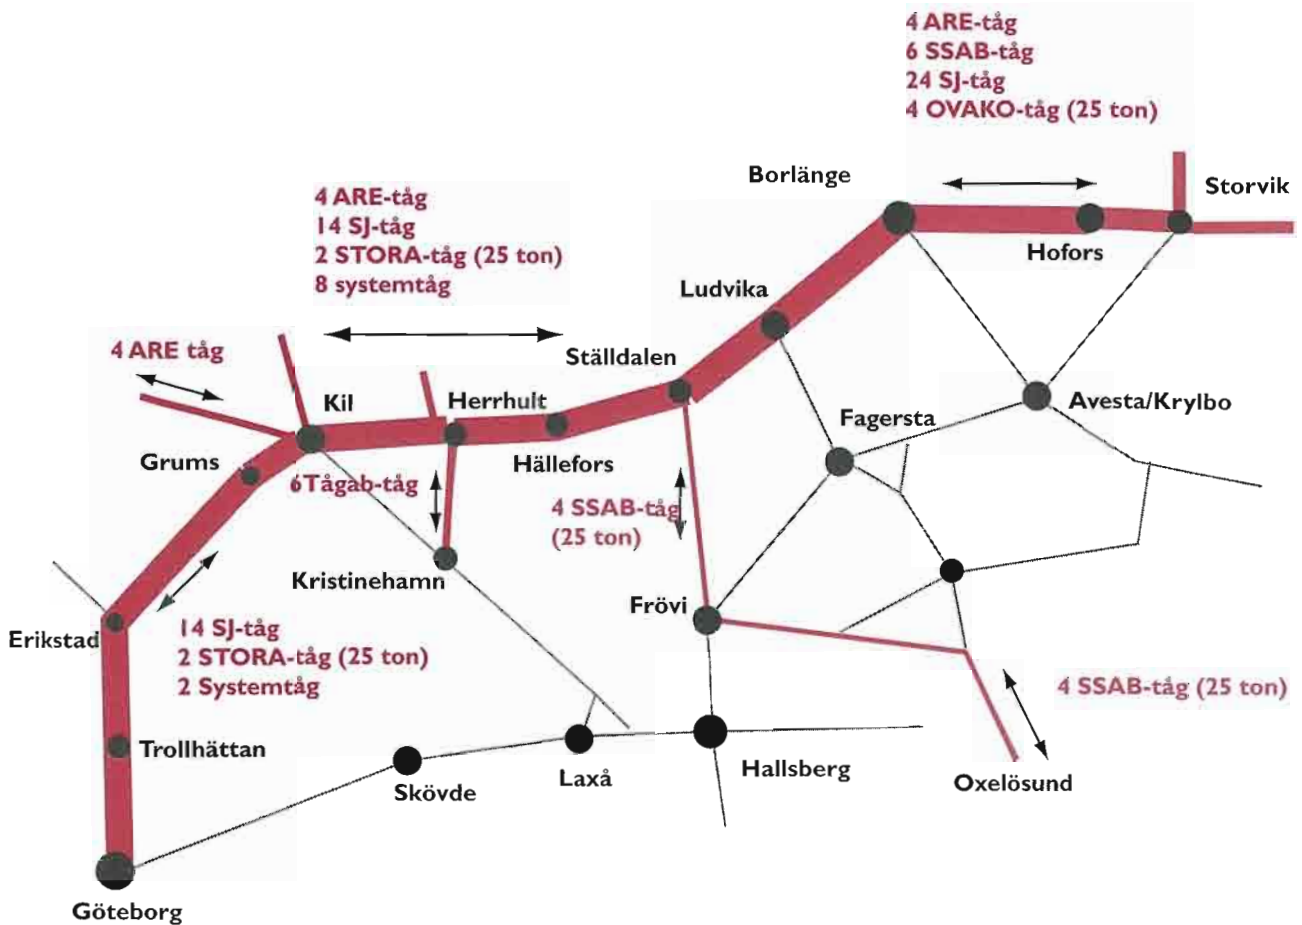 4 ARE-tåg
6 SSAB-tåg
24 SJ-tåg
4 OVAKO-tåg (25 ton)
Borlänge
Storvik
4 ARE-tåg
14 SJ-tåg
2 STORA-tåg (25 ton)
8 systemtåg
Hofors
Ludvika
4 ARE tåg
Ställdalen
Kil
Herrhult
Avesta/Krylbo
Fagersta
Grums
Hällefors
6Tågab-tåg
4 SSAB-tåg
(25 ton)
Kristinehamn
Frövi
Erikstad
14 SJ-tåg
2 STORA-tåg (25 ton)
2 Systemtåg
4 SSAB-tåg (25 ton)
Trollhättan
Hallsberg
Laxå
Oxelösund
Skövde
Göteborg